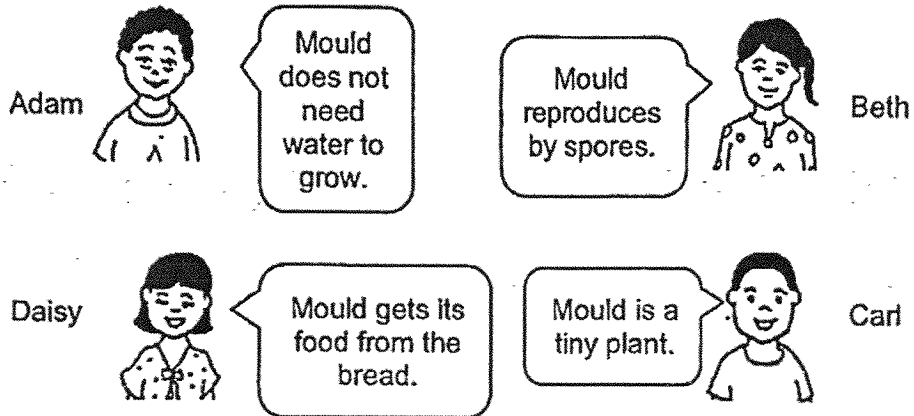 Adam
Mould
does not
need
water to
grow.
Mould
reproduces
by spores.
Beth
Daisy
Mould gets its
food from the
bread.
Mould is a
tiny plant.
Carl